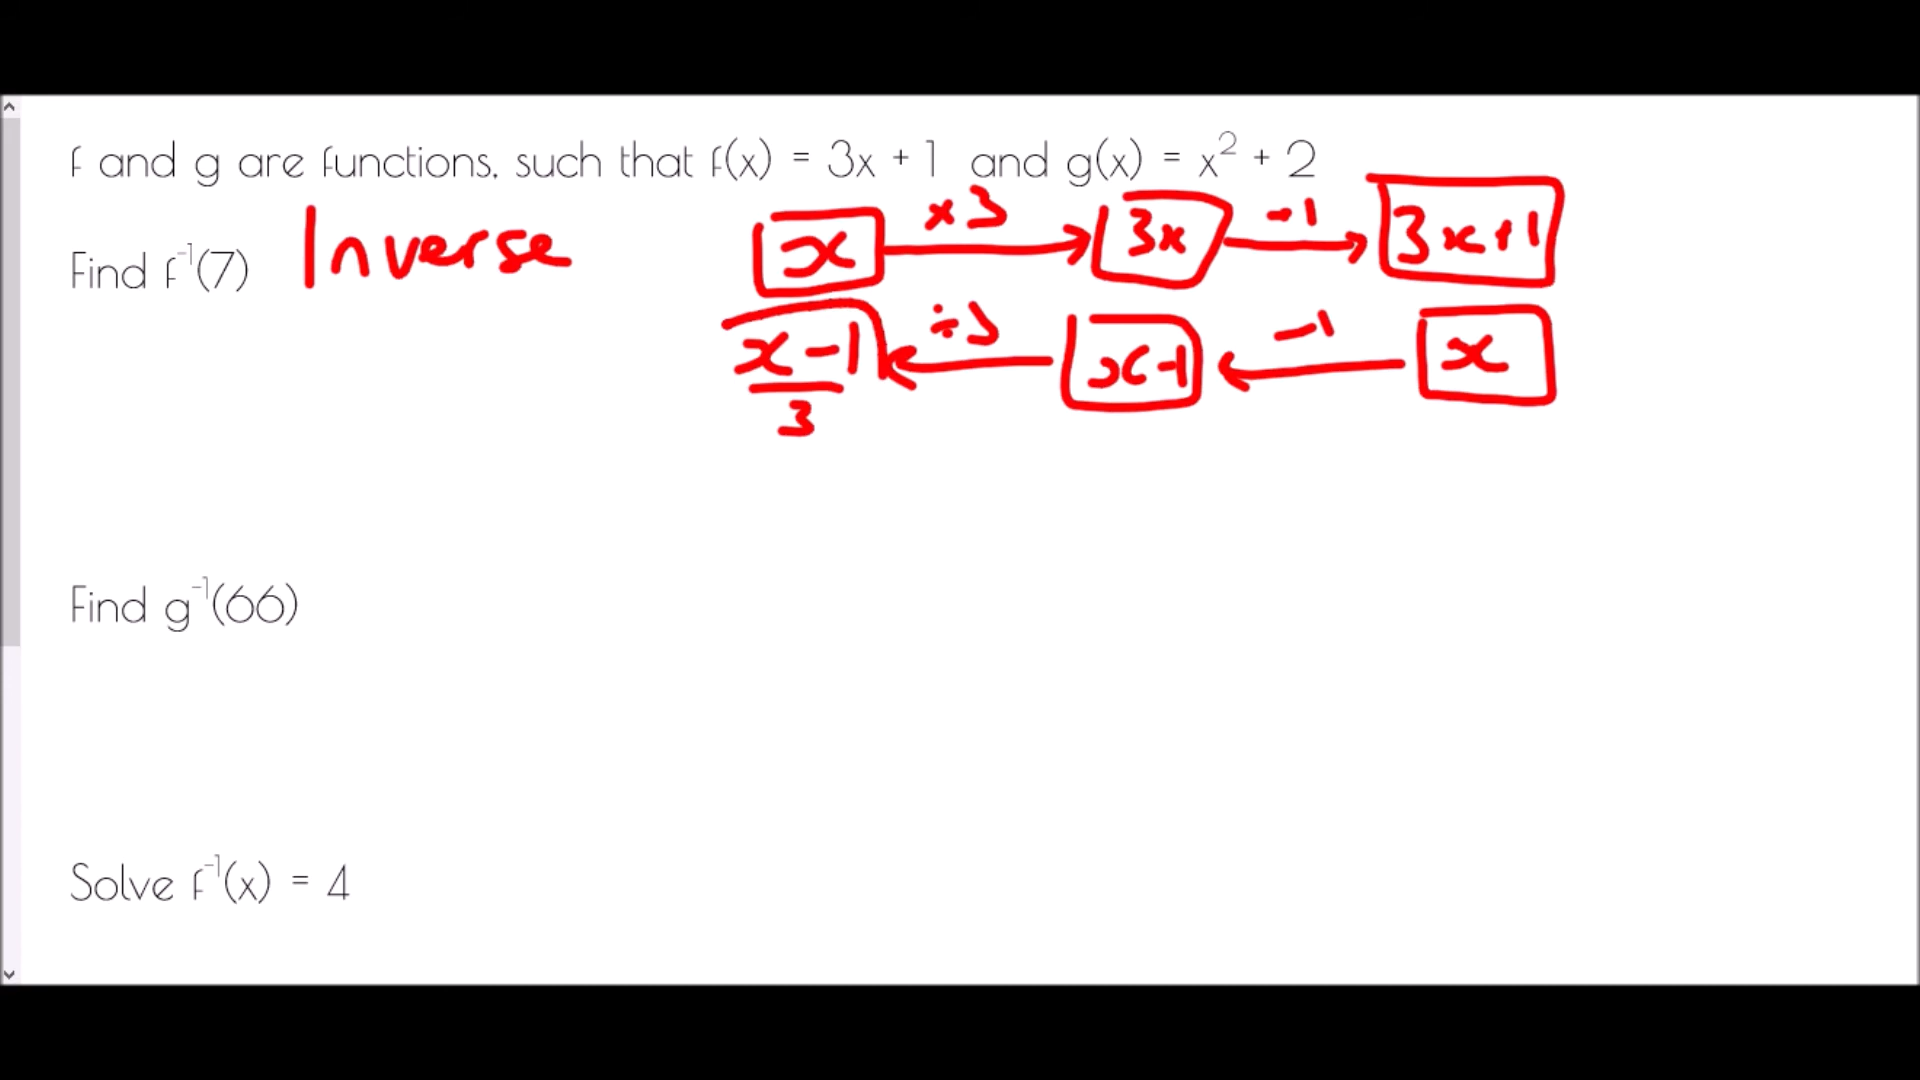 f and g are functions, such that f(x) = 3x + 1 and g(x) = x² + 2
Find f⁻¹(7) Inverse
x ×3 3x -1 3x+1
x-1/3 ÷3 x-1 -1 x
Find g⁻¹(66)
Solve f⁻¹(x) = 4